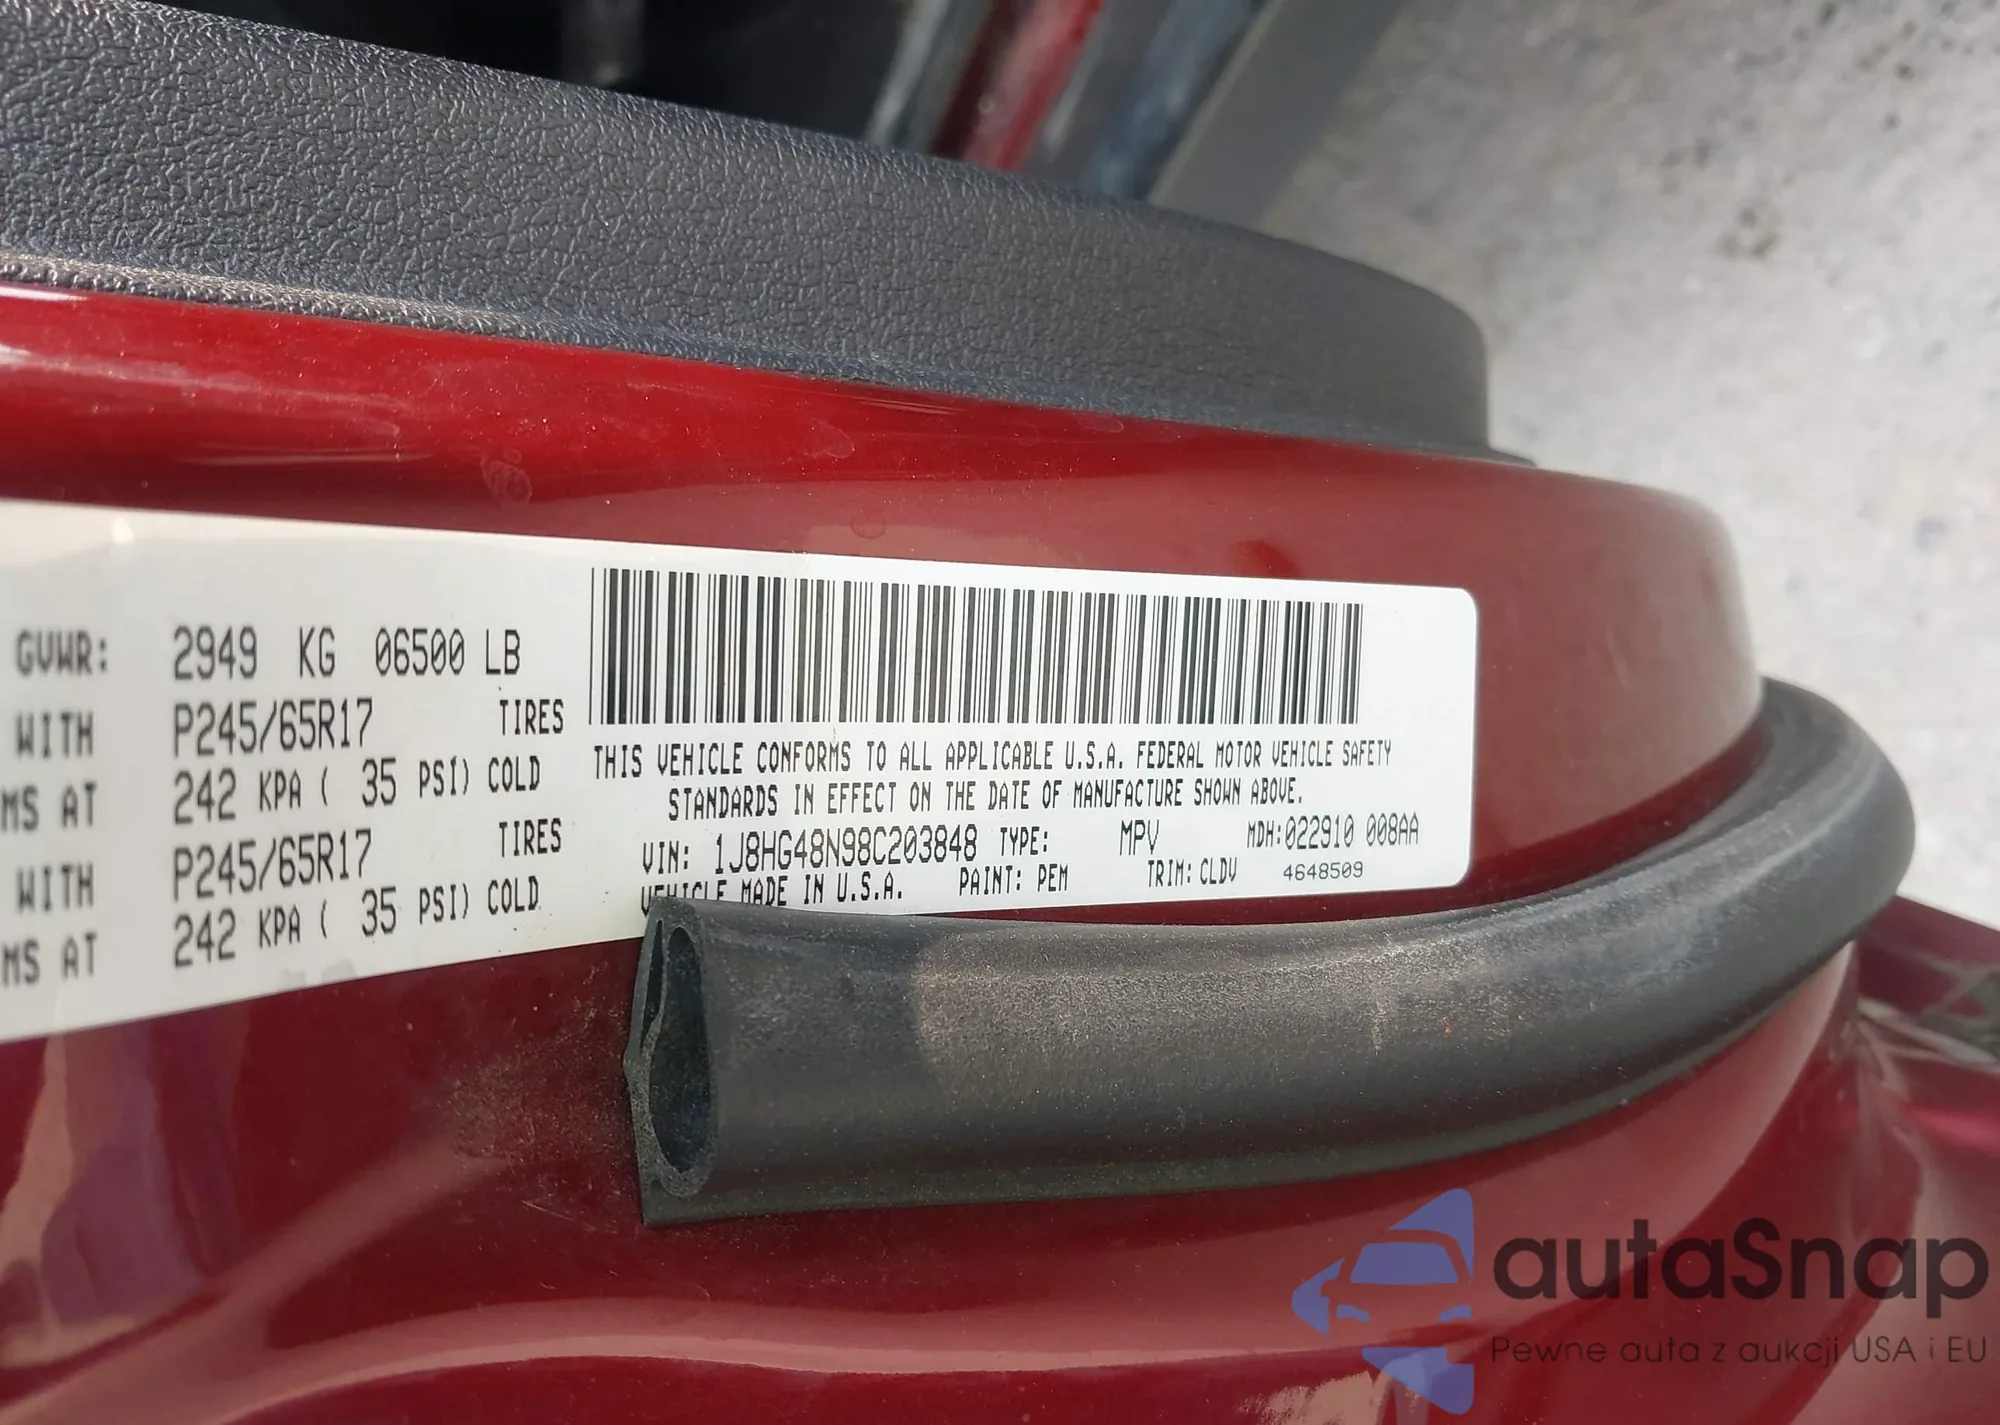 GVWR: 2949 KG 06500 LB
WITH P245/65R17 TIRES
MS AT 242 KPA ( 35 PSI) COLD
WITH P245/65R17 TIRES
MS AT 242 KPA ( 35 PSI) COLD
THIS VEHICLE CONFORMS TO ALL APPLICABLE U.S.A. FEDERAL MOTOR VEHICLE SAFETY
STANDARDS IN EFFECT ON THE DATE OF MANUFACTURE SHOWN ABOVE.
VIN: 1J8HG48N98C203848 TYPE: MPV MDH:022910 008AA
VEHICLE MADE IN U.S.A. PAINT: PEM TRIM: CLDV 4648509
autaSnap
Pewne auta z aukcji USA i EU